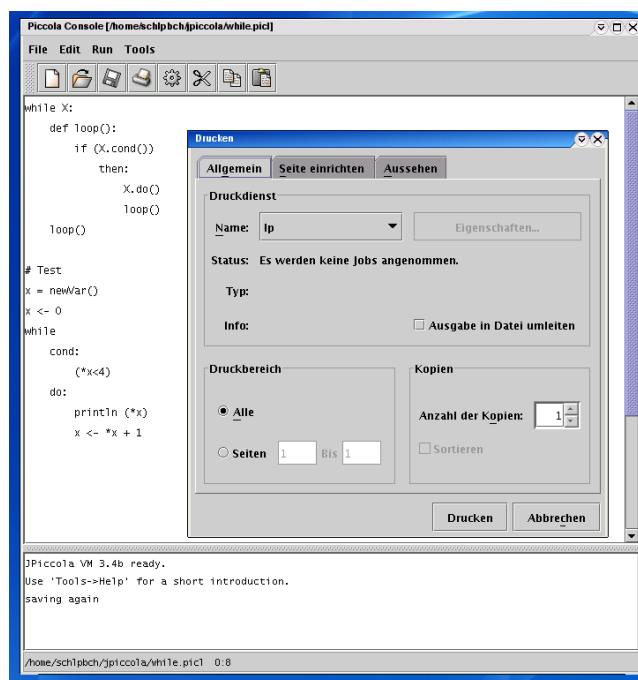 Piccola Console [/home/schlpbch/jpiccola/while.picl]
File Edit Run Tools
while X:
    def loop():
        if (X.cond())
            then:
                X.do()
                loop()
    loop()
# Test
x = newVar()
x <- 0
while
    cond:
        (*x<4)
    do:
        println (*x)
        x <- *x + 1
Drucken
Allgemein Seite einrichten Aussehen
Druckdienst
Name: lp Eigenschaften...
Status: Es werden keine Jobs angenommen.
Typ:
Info: Ausgabe in Datei umleiten
Druckbereich
Alle
Seiten 1 Bis 1
Kopien
Anzahl der Kopien: 1
Sortieren
Drucken Abbrechen
JPiccola VM 3.4b ready.
Use 'Tools->Help' for a short introduction.
saving again
/home/schlpbch/jpiccola/while.picl 0:8